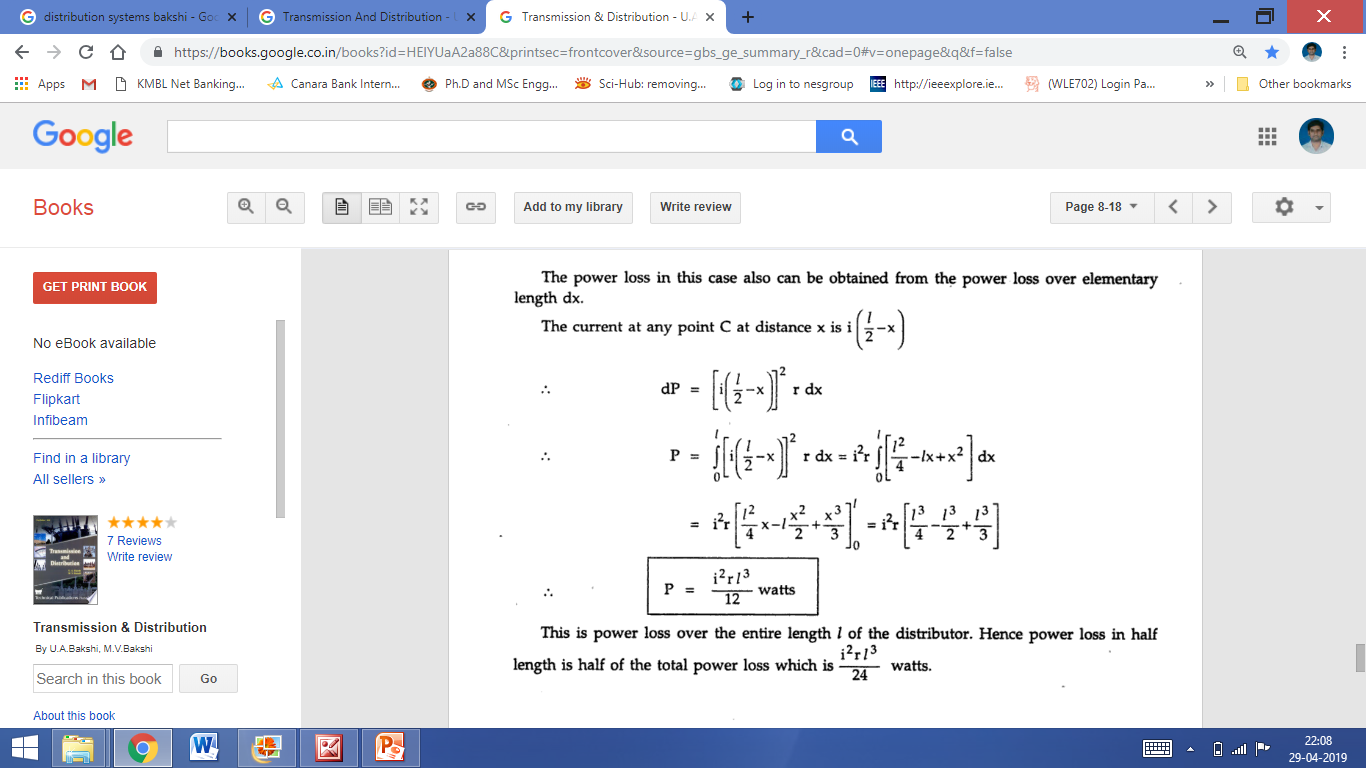 distribution systems bakshi - Goo
Transmission And Distribution - U
Transmission & Distribution - U.A
https://books.google.co.in/books?id=HEIYUaA2a88C&printsec=frontcover&source=gbs_ge_summary_r&cad=0#v=onepage&q&f=false
Apps
KMBL Net Banking...
Canara Bank Intern...
Ph.D and MSc Engg...
Sci-Hub: removing...
Log in to nesgroup
IEEE
http://ieeexplore.ie...
(WLE702) Login Pa...
»
Other bookmarks
Google
Books
Add to my library
Write review
Page 8-18
GET PRINT BOOK
No eBook available
Rediff Books
Flipkart
Infibeam
Find in a library
All sellers »
7 Reviews
Write review
Transmission and Distribution
Transmission & Distribution
By U.A.Bakshi, M.V.Bakshi
Search in this book
Go
About this book
The power loss in this case also can be obtained from the power loss over elementary
length dx.
The current at any point C at distance x is i(l/2−x)
∴ dP = [i(l/2−x)]² r dx
∴ P = ∫₀ˡ[i(l/2−x)]² r dx = i²r ∫₀ˡ[l²/4−lx+x²] dx
= i²r [l²/4 x−l x²/2+x³/3]₀ˡ = i²r [l³/4−l³/2+l³/3]
∴ P = i²rl³/12 watts
This is power loss over the entire length l of the distributor. Hence power loss in half
length is half of the total power loss which is i²rl³/24 watts.
22:08
29-04-2019